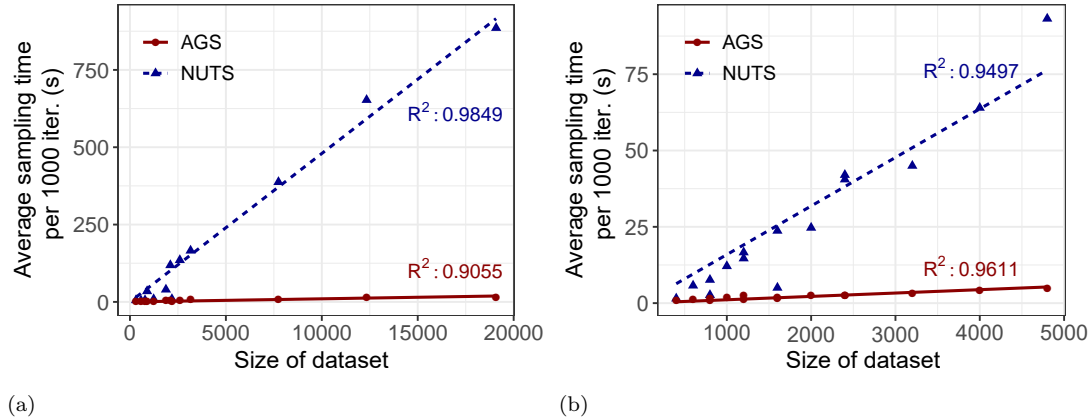 Average sampling time
per 1000 iter. (s)
750
500
250
0
AGS
NUTS
R²: 0.9849
R²: 0.9055
0 5000 10000 15000 20000
Size of dataset
(a)
Average sampling time
per 1000 iter. (s)
75
50
25
0
AGS
NUTS
R²: 0.9497
R²: 0.9611
1000 2000 3000 4000 5000
Size of dataset
(b)